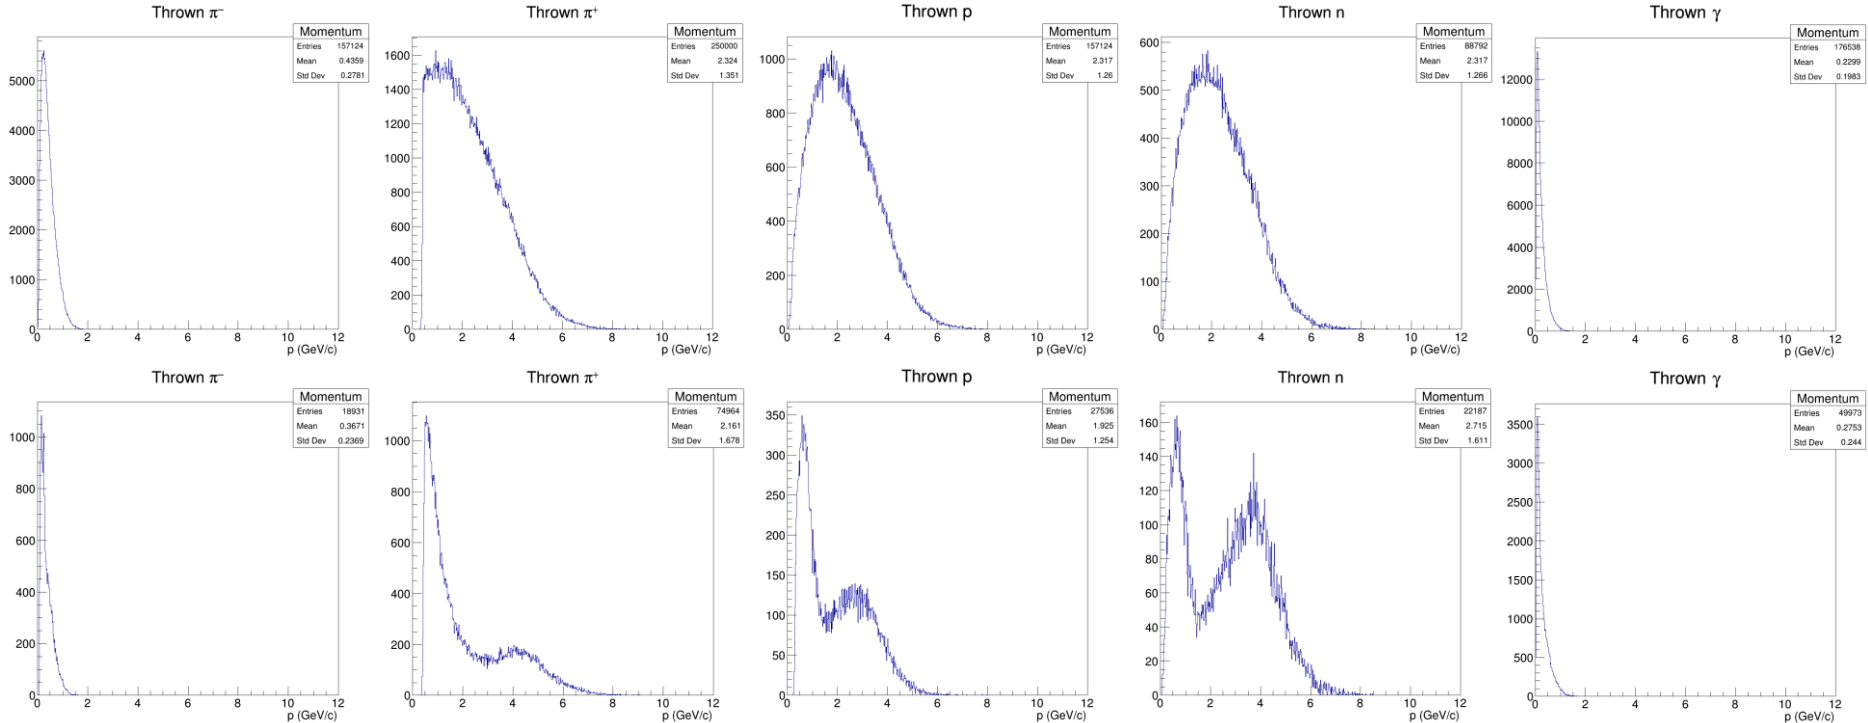 Thrown π⁻
Momentum
Entries 157124
Mean 0.4359
Std Dev 0.2781
5000
4000
3000
2000
1000
0
0 2 4 6 8 10 12
p (GeV/c)
Thrown π⁺
Momentum
Entries 250000
Mean 2.324
Std Dev 1.351
1600
1400
1200
1000
800
600
400
200
0
0 2 4 6 8 10 12
p (GeV/c)
Thrown p
Momentum
Entries 157124
Mean 2.317
Std Dev 1.26
1000
800
600
400
200
0
0 2 4 6 8 10 12
p (GeV/c)
Thrown n
Momentum
Entries 88792
Mean 2.317
Std Dev 1.266
600
500
400
300
200
100
0
0 2 4 6 8 10 12
p (GeV/c)
Thrown γ
Momentum
Entries 176538
Mean 0.2299
Std Dev 0.1983
12000
10000
8000
6000
4000
2000
0
0 2 4 6 8 10 12
p (GeV/c)
Thrown π⁻
Momentum
Entries 18931
Mean 0.3671
Std Dev 0.2369
1000
800
600
400
200
0
0 2 4 6 8 10 12
p (GeV/c)
Thrown π⁺
Momentum
Entries 74964
Mean 2.161
Std Dev 1.678
1000
800
600
400
200
0
0 2 4 6 8 10 12
p (GeV/c)
Thrown p
Momentum
Entries 27536
Mean 1.925
Std Dev 1.254
350
300
250
200
150
100
50
0
0 2 4 6 8 10 12
p (GeV/c)
Thrown n
Momentum
Entries 22187
Mean 2.715
Std Dev 1.611
160
140
120
100
80
60
40
20
0
0 2 4 6 8 10 12
p (GeV/c)
Thrown γ
Momentum
Entries 49973
Mean 0.2753
Std Dev 0.244
3500
3000
2500
2000
1500
1000
500
0
0 2 4 6 8 10 12
p (GeV/c)